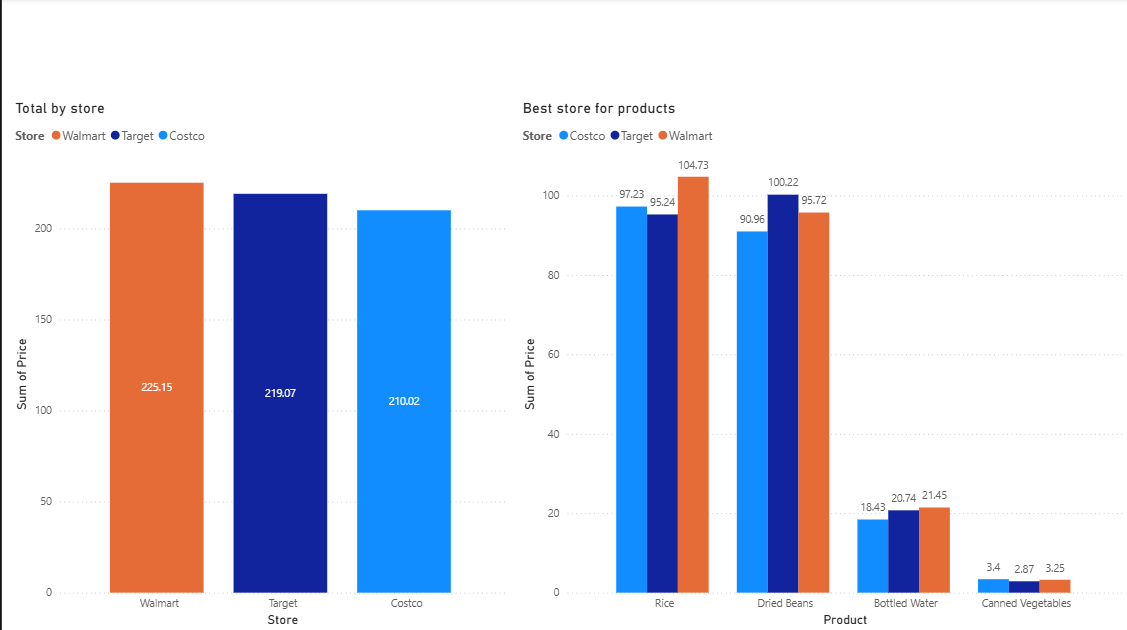 Total by store
Store Walmart Target Costco
Sum of Price
200
150
100
50
0
225.15
219.07
210.02
Walmart Target Costco
Store
Best store for products
Store Costco Target Walmart
Sum of Price
100
80
60
40
20
0
97.23 95.24 104.73
90.96 100.22 95.72
18.43 20.74 21.45
3.4 2.87 3.25
Rice Dried Beans Bottled Water Canned Vegetables
Product